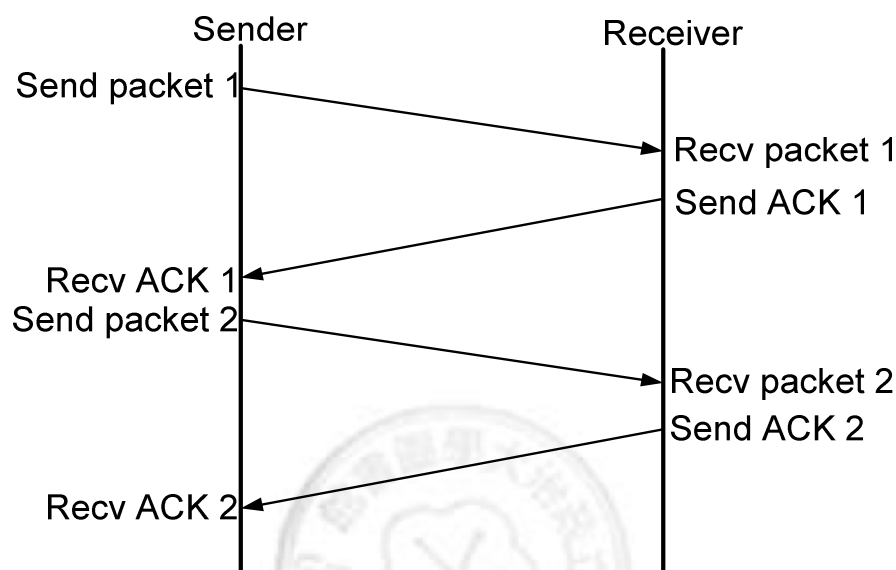 Sender
Receiver
Send packet 1
Recv packet 1
Send ACK 1
Recv ACK 1
Send packet 2
Recv packet 2
Send ACK 2
Recv ACK 2